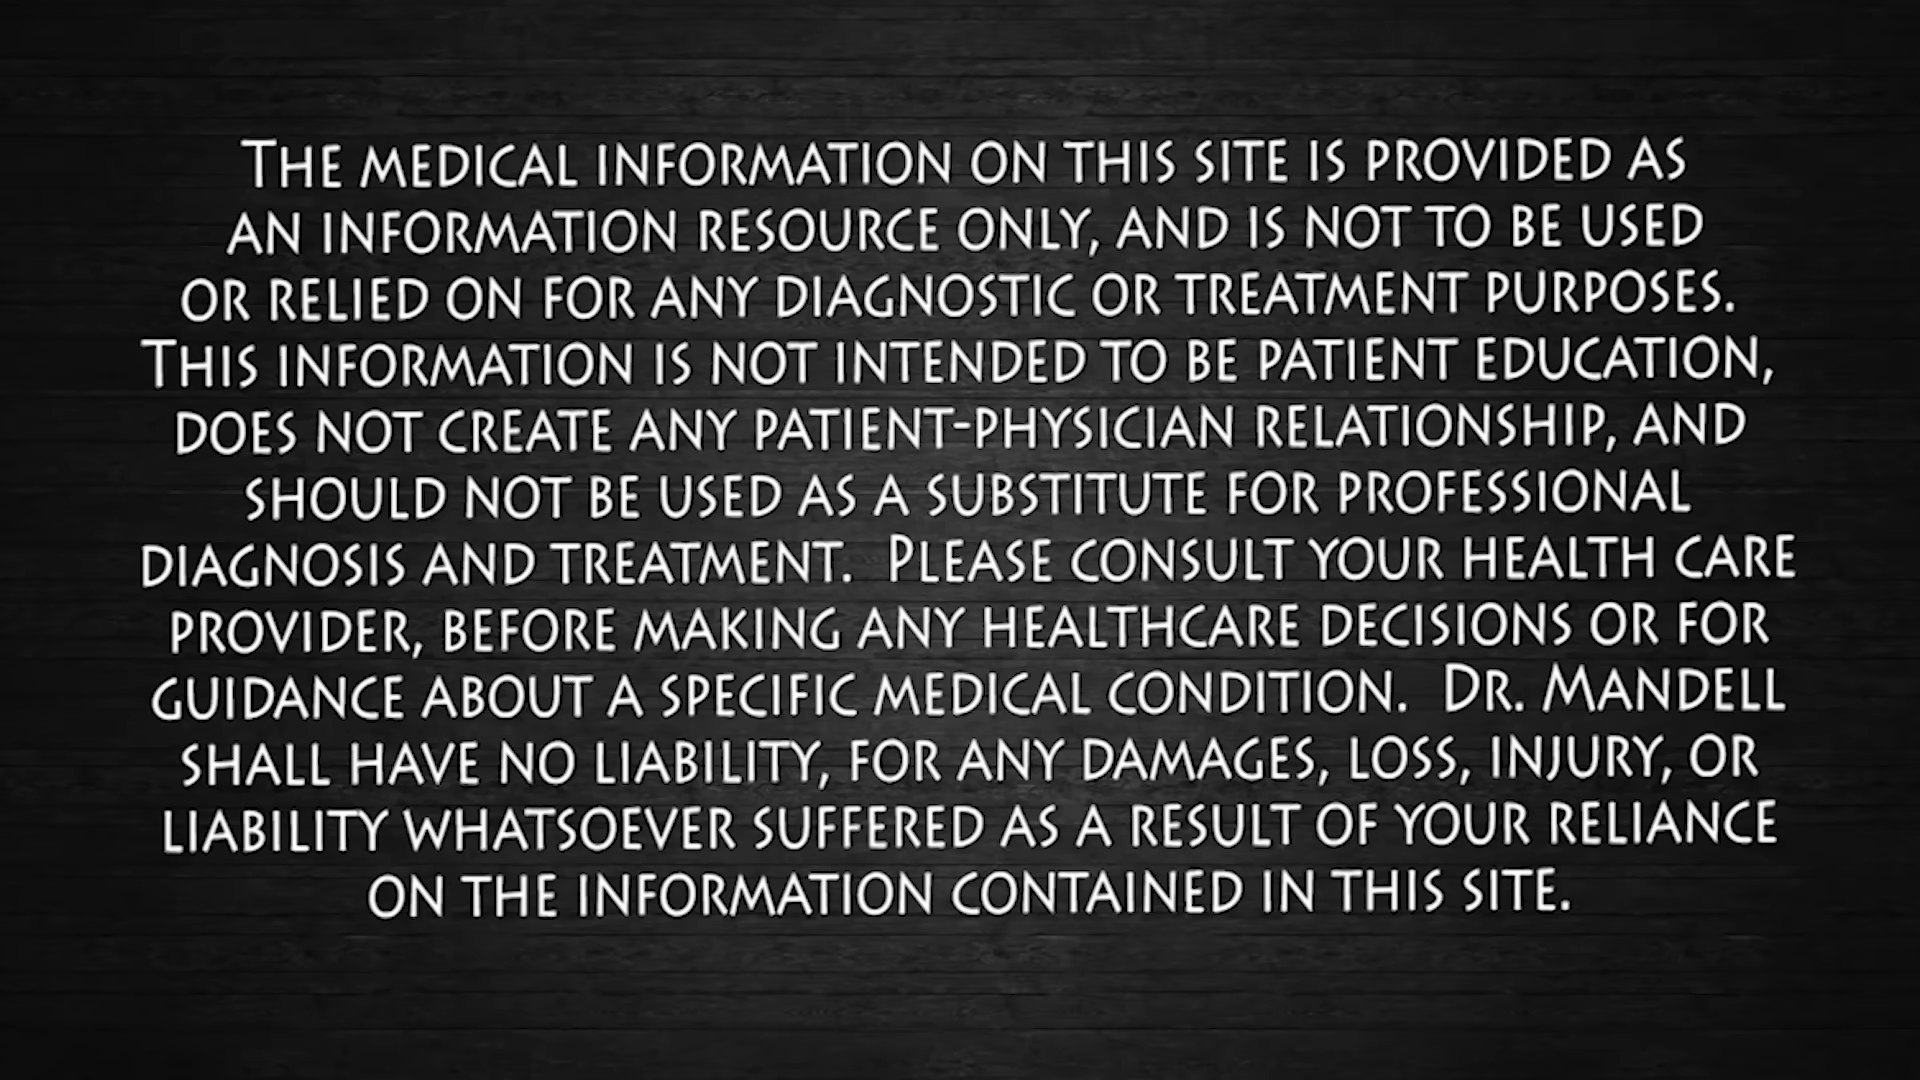 The medical information on this site is provided as
an information resource only, and is not to be used
or relied on for any diagnostic or treatment purposes.
This information is not intended to be patient education,
does not create any patient-physician relationship, and
should not be used as a substitute for professional
diagnosis and treatment. Please consult your health care
provider, before making any healthcare decisions or for
guidance about a specific medical condition. Dr. Mandell
shall have no liability, for any damages, loss, injury, or
liability whatsoever suffered as a result of your reliance
on the information contained in this site.